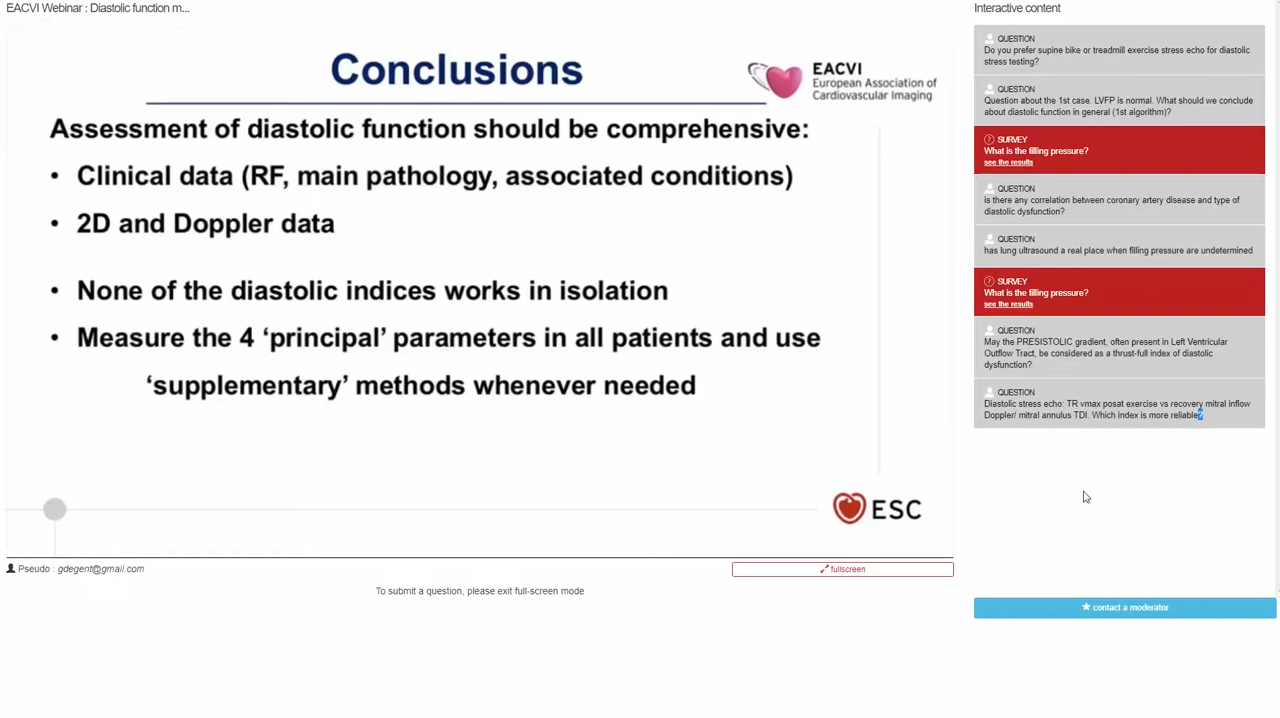 EACVI Webinar : Diastolic function m...
Conclusions
EACVI
European Association of
Cardiovascular Imaging
Assessment of diastolic function should be comprehensive:
• Clinical data (RF, main pathology, associated conditions)
• 2D and Doppler data
• None of the diastolic indices works in isolation
• Measure the 4 ‘principal’ parameters in all patients and use
‘supplementary’ methods whenever needed
ESC
Pseudo : gdegent@gmail.com
fullscreen
To submit a question, please exit full-screen mode
Interactive content
QUESTION
Do you prefer supine bike or treadmill exercise stress echo for diastolic
stress testing?
QUESTION
Question about the 1st case. LVFP is normal. What should we conclude
about diastolic function in general (1st algorithm)?
SURVEY
What is the filling pressure?
see the results
QUESTION
is there any correlation between coronary artery disease and type of
diastolic dysfunction?
QUESTION
has lung ultrasound a real place when filling pressure are undetermined
SURVEY
What is the filling pressure?
see the results
QUESTION
May the PRESISTOLIC gradient, often present in Left Ventricular
Outflow Tract, be considered as a thrust-full index of diastolic
dysfunction?
QUESTION
Diastolic stress echo: TR vmax posat exercise vs recovery mitral inflow
Doppler/ mitral annulus TDI. Which index is more reliable?
contact a moderator